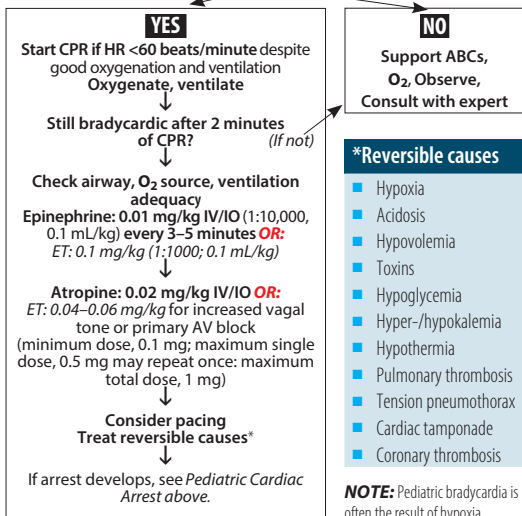 YES
Start CPR if HR <60 beats/minute despite
good oxygenation and ventilation
Oxygenate, ventilate
↓
Still bradycardic after 2 minutes
of CPR? (If not)
↓
Check airway, O₂ source, ventilation
adequacy
Epinephrine: 0.01 mg/kg IV/IO (1:10,000,
0.1 mL/kg) every 3–5 minutes OR:
ET: 0.1 mg/kg (1:1000; 0.1 mL/kg)
↓
Atropine: 0.02 mg/kg IV/IO OR:
ET: 0.04–0.06 mg/kg for increased vagal
tone or primary AV block
(minimum dose, 0.1 mg; maximum single
dose, 0.5 mg may repeat once: maximum
total dose, 1 mg)
↓
Consider pacing
Treat reversible causes*
↓
If arrest develops, see Pediatric Cardiac
Arrest above.
NO
Support ABCs,
O₂, Observe,
Consult with expert
*Reversible causes
■ Hypoxia
■ Acidosis
■ Hypovolemia
■ Toxins
■ Hypoglycemia
■ Hyper-/hypokalemia
■ Hypothermia
■ Pulmonary thrombosis
■ Tension pneumothorax
■ Cardiac tamponade
■ Coronary thrombosis
NOTE: Pediatric bradycardia is
often the result of hypoxia